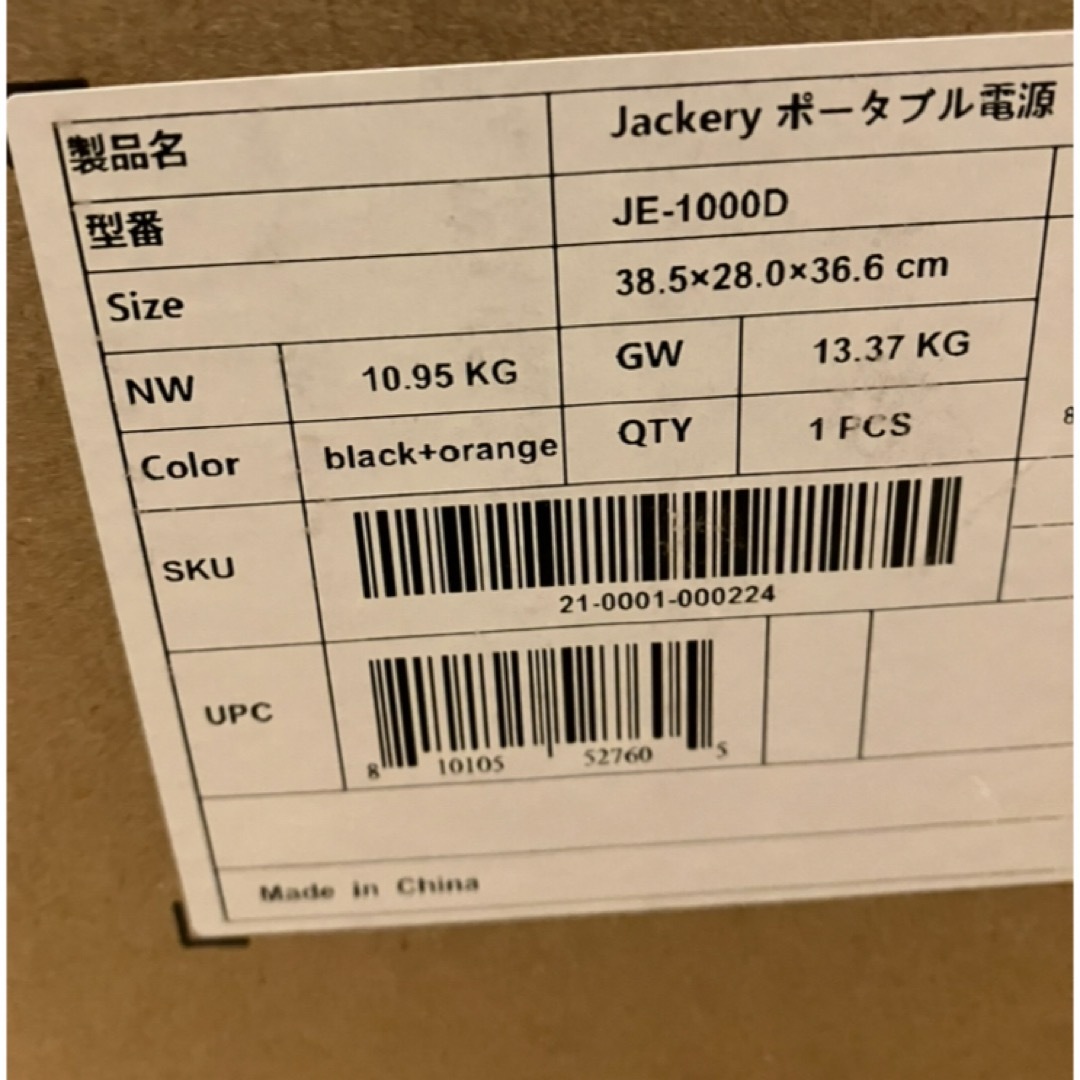 製品名 Jackery ポータブル電源
型番 JE-1000D
Size 38.5×28.0×36.6 cm
NW 10.95 KG GW 13.37 KG
Color black+orange QTY 1 PCS
8
SKU
21-0001-000224
UPC
8 10105 52760 5
Made in China